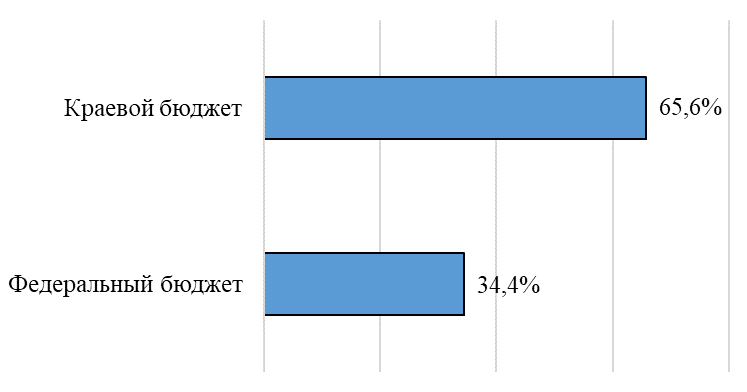 Краевой бюджет
65,6%
Федеральный бюджет
34,4%